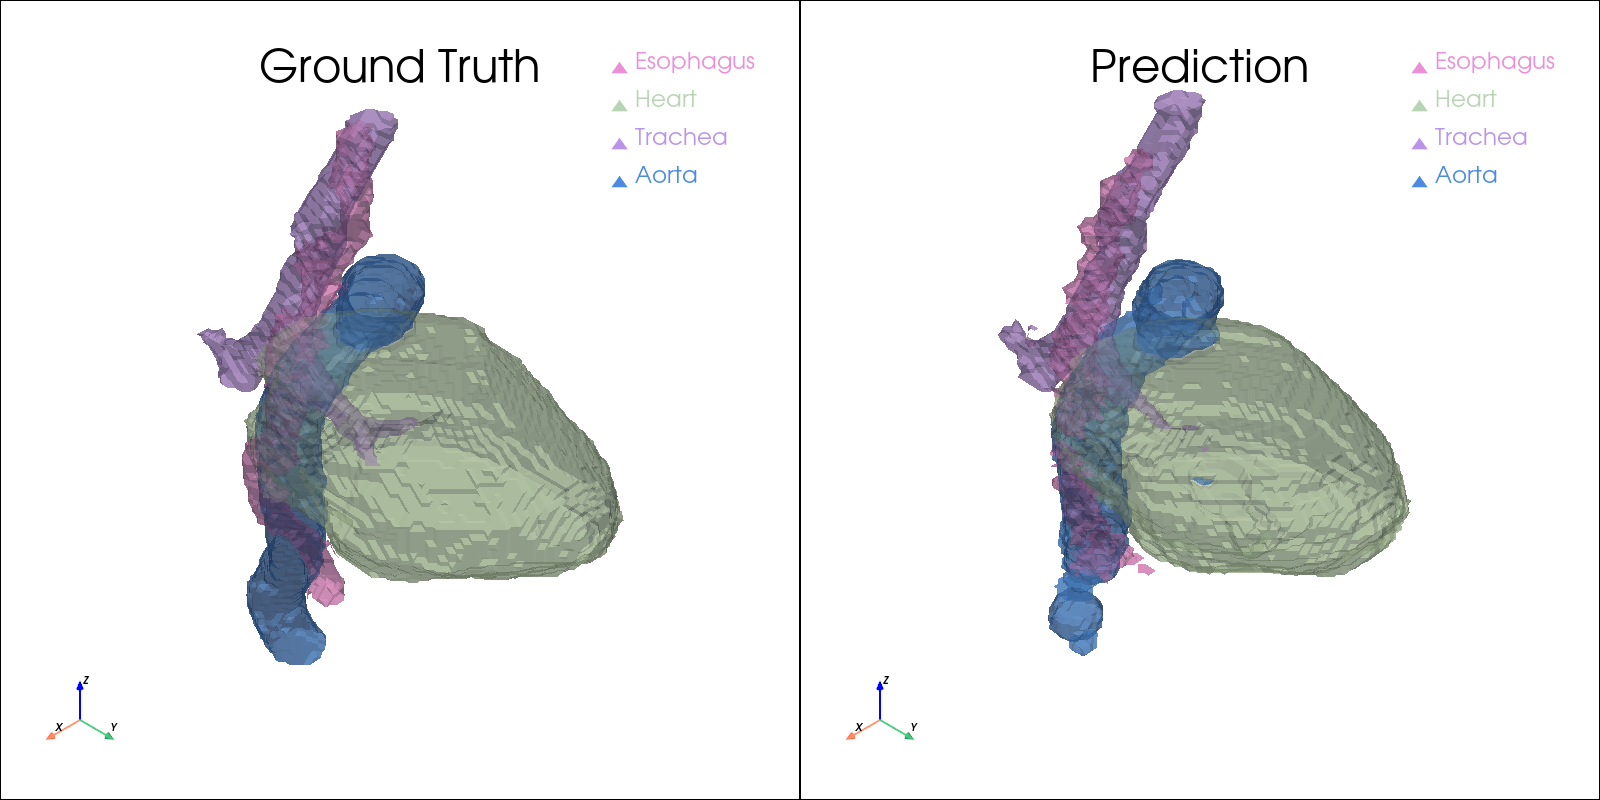 Ground Truth
Esophagus
Heart
Trachea
Aorta
Z
X
Y
Prediction
Esophagus
Heart
Trachea
Aorta
Z
X
Y